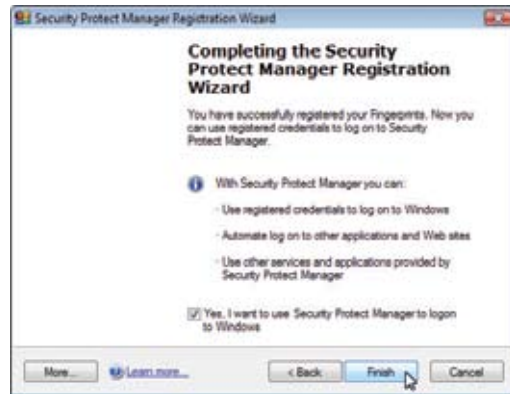 Security Protect Manager Registration Wizard
Completing the Security
Protect Manager Registration
Wizard
You have successfully registered your Fingerprints. Now you
can use registered credentials to log on to Security
Protect Manager.
With Security Protect Manager you can:
· Use registered credentials to log on to Windows
· Automate log on to other applications and Web sites
· Use other services and applications provided by
Security Protect Manager
Yes, I want to use Security Protect Manager to logon
to Windows
More...
Learn more...
< Back
Finish
Cancel